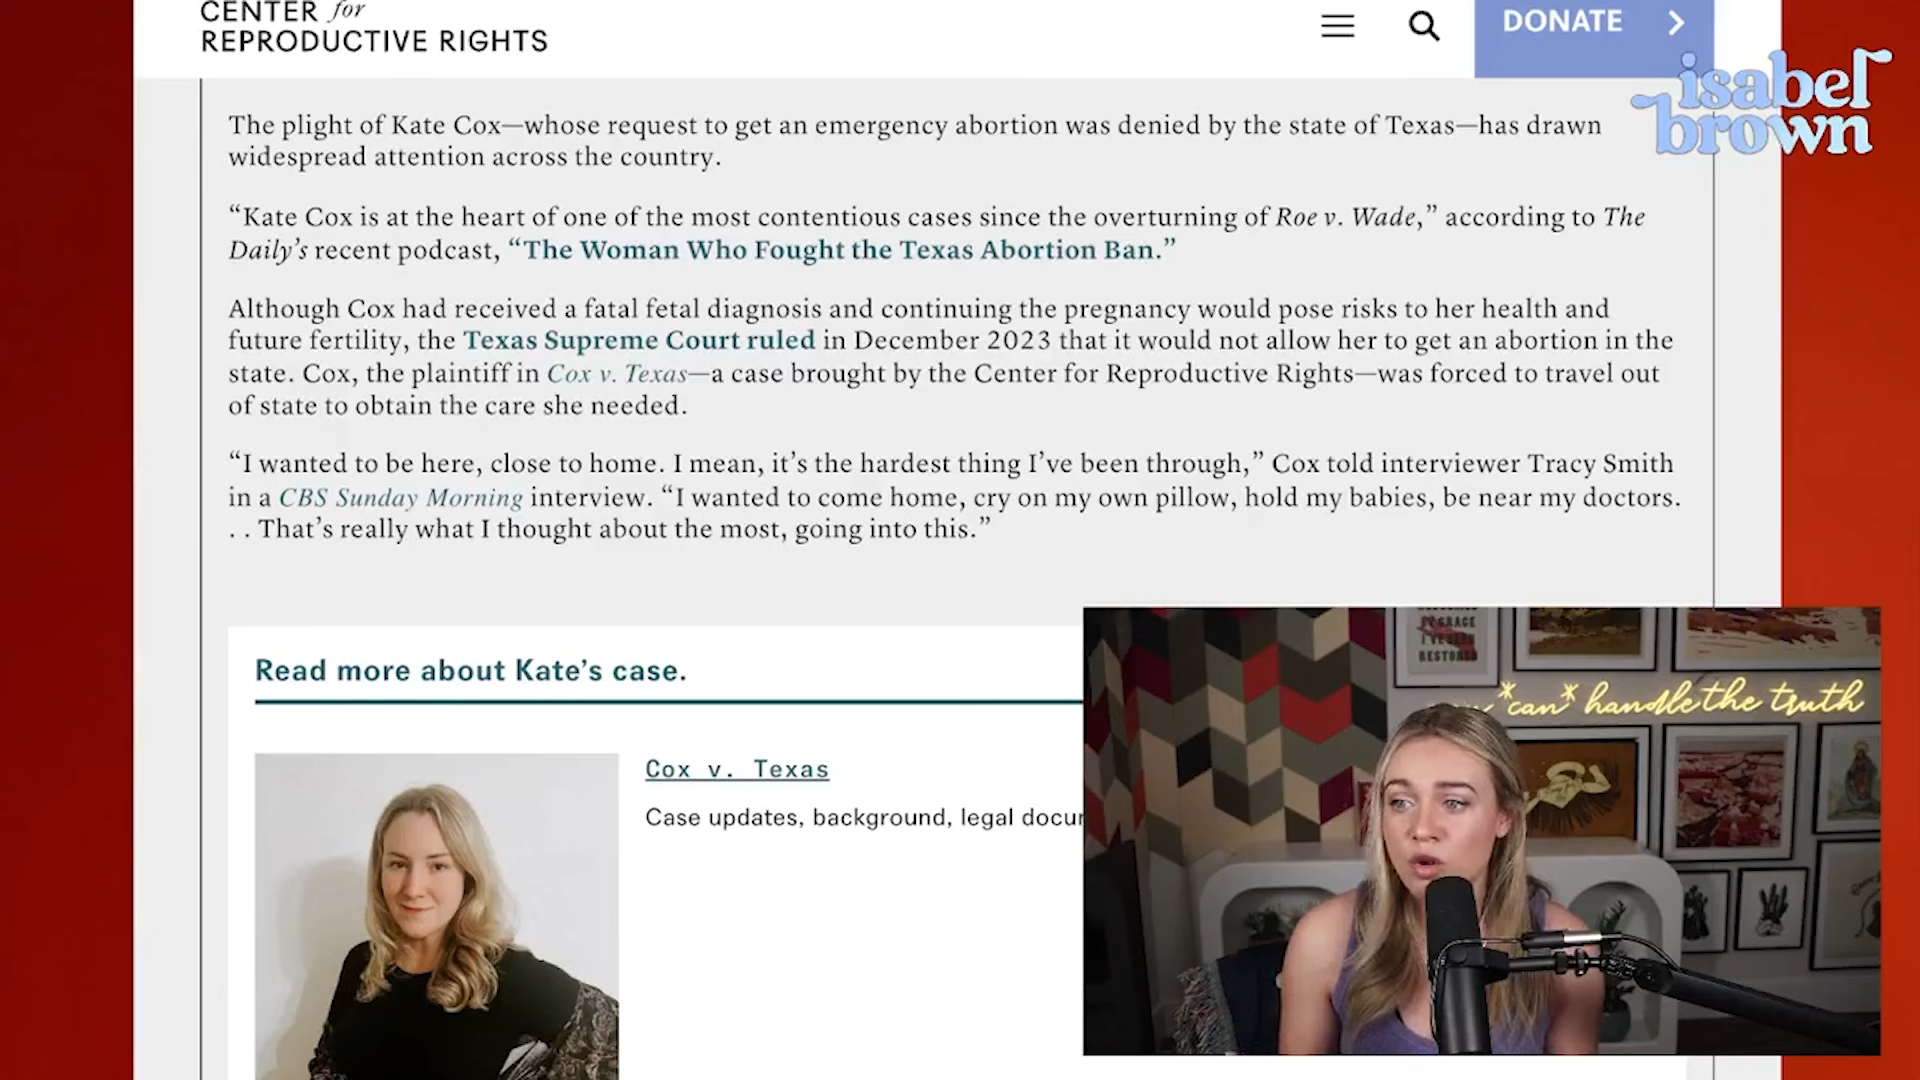 CENTER for
REPRODUCTIVE RIGHTS
DONATE
isabel
brown
The plight of Kate Cox—whose request to get an emergency abortion was denied by the state of Texas—has drawn
widespread attention across the country.
“Kate Cox is at the heart of one of the most contentious cases since the overturning of Roe v. Wade,” according to The
Daily’s recent podcast, “The Woman Who Fought the Texas Abortion Ban.”
Although Cox had received a fatal fetal diagnosis and continuing the pregnancy would pose risks to her health and
future fertility, the Texas Supreme Court ruled in December 2023 that it would not allow her to get an abortion in the
state. Cox, the plaintiff in Cox v. Texas—a case brought by the Center for Reproductive Rights—was forced to travel out
of state to obtain the care she needed.
“I wanted to be here, close to home. I mean, it’s the hardest thing I’ve been through,” Cox told interviewer Tracy Smith
in a CBS Sunday Morning interview. “I wanted to come home, cry on my own pillow, hold my babies, be near my doctors.
. . That’s really what I thought about the most, going into this.”
Read more about Kate’s case.
Cox v. Texas
Case updates, background, legal docu
RESTORED
*can* handle the truth